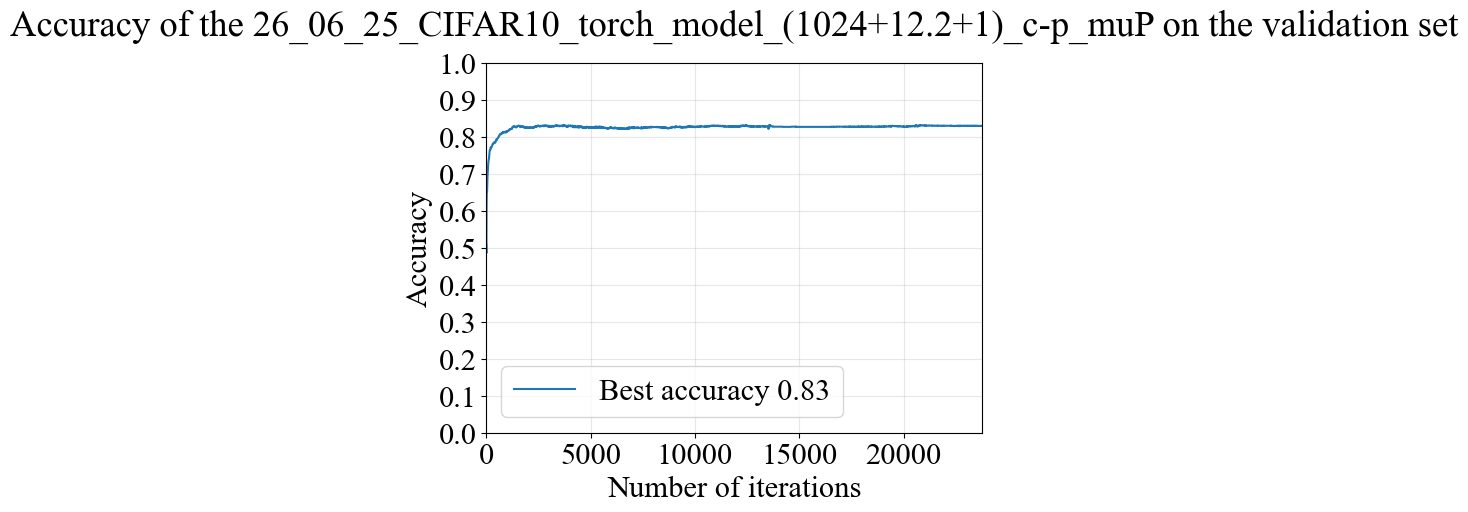 Accuracy of the 26_06_25_CIFAR10_torch_model_(1024+12.2+1)_c-p_muP on the validation set
1.0
0.9
0.8
0.7
0.6
0.5
0.4
0.3
0.2
0.1
0.0
Accuracy
Best accuracy 0.83
0 5000 10000 15000 20000
Number of iterations